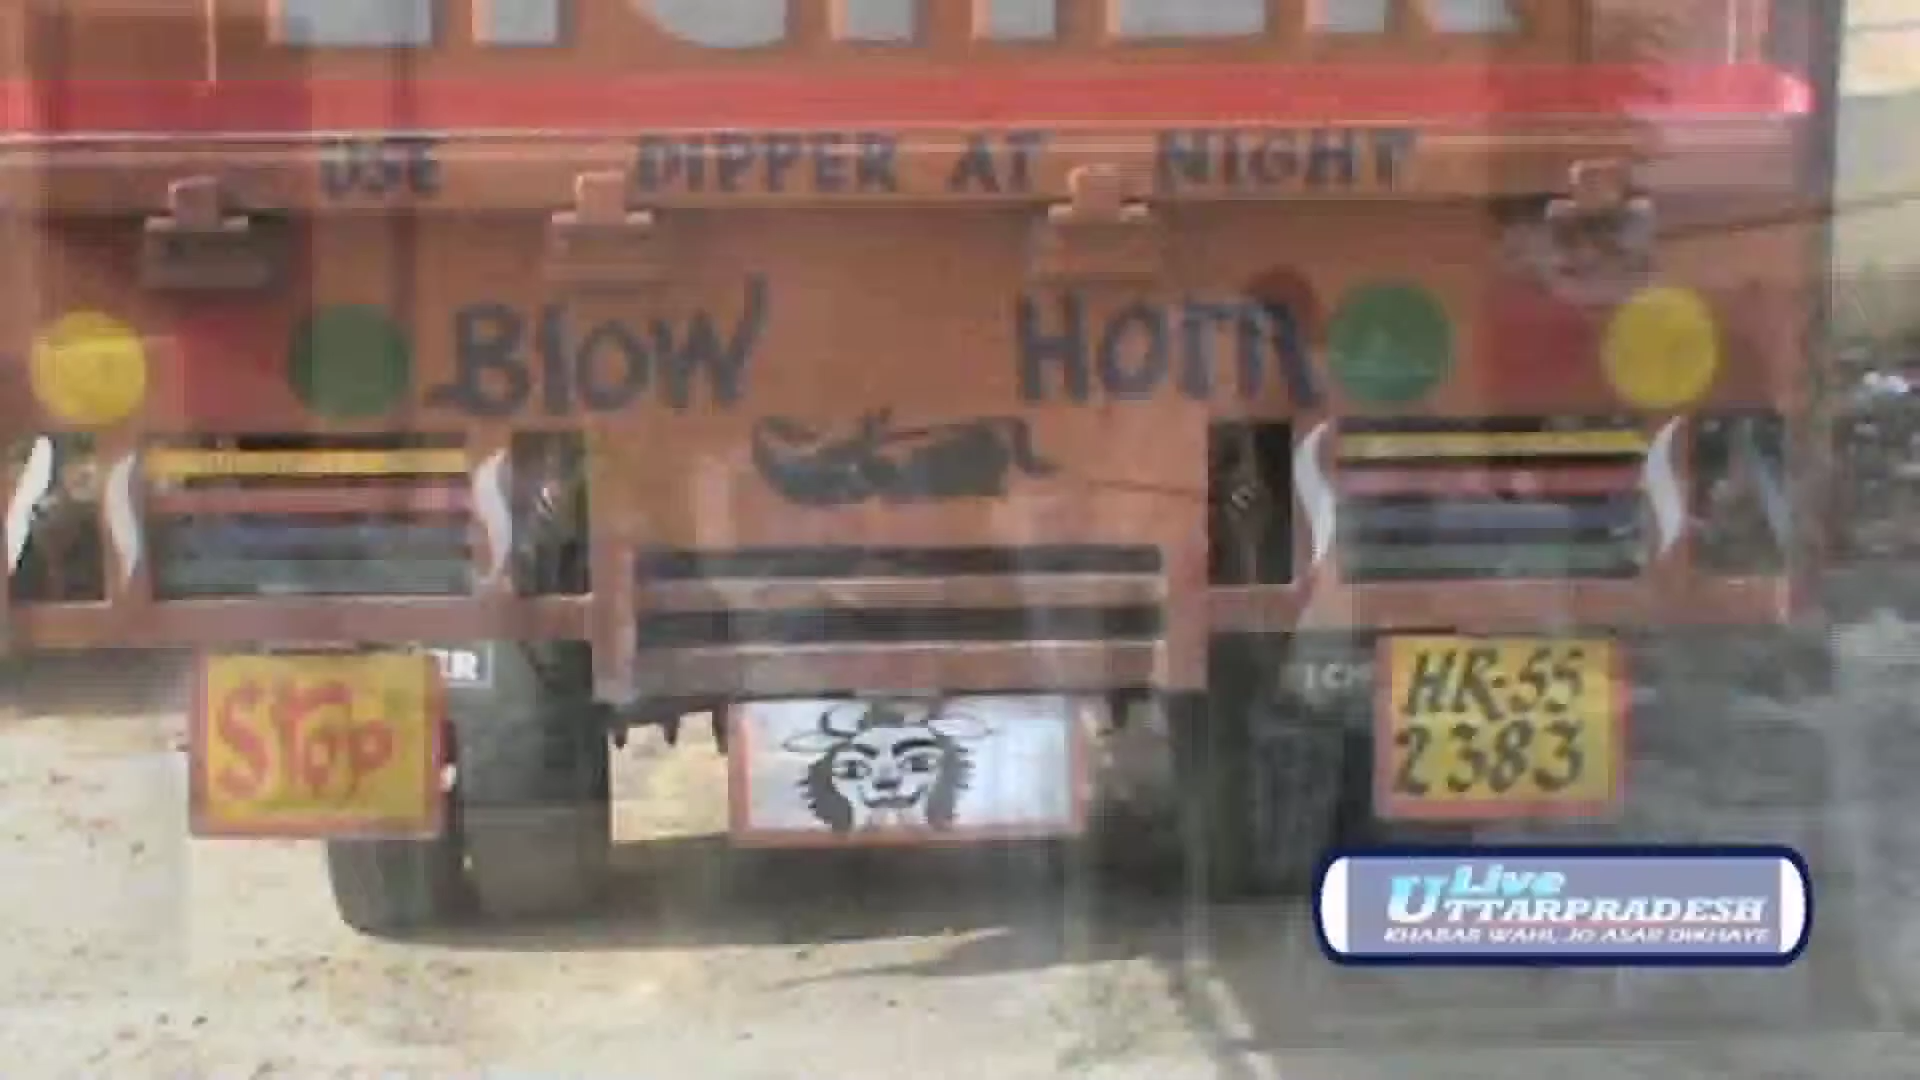 USE DIPPER AT NIGHT
Blow Horn
Stop
HR-55
2383
Live
UTTARPRADESH
KHABAR WAHI, JO ASAR DIKHAYE